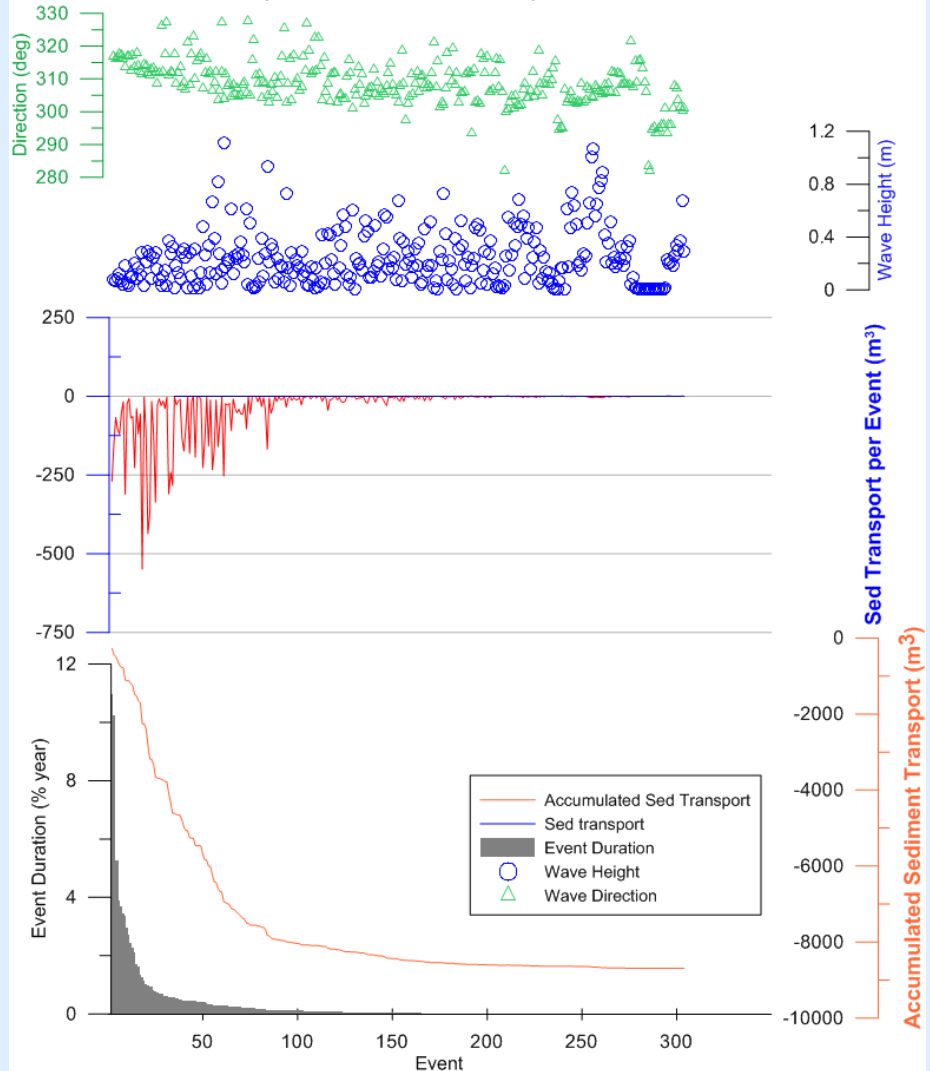 330
320
310
300
290
280
Direction (deg)
1.2
0.8
0.4
0
Wave Height (m)
250
0
-250
-500
-750
Sed Transport per Event (m³)
12
8
4
0
Event Duration (% year)
0
-2000
-4000
-6000
-8000
-10000
Accumulated Sediment Transport (m³)
Accumulated Sed Transport
Sed transport
Event Duration
Wave Height
Wave Direction
50
100
150
200
250
300
Event